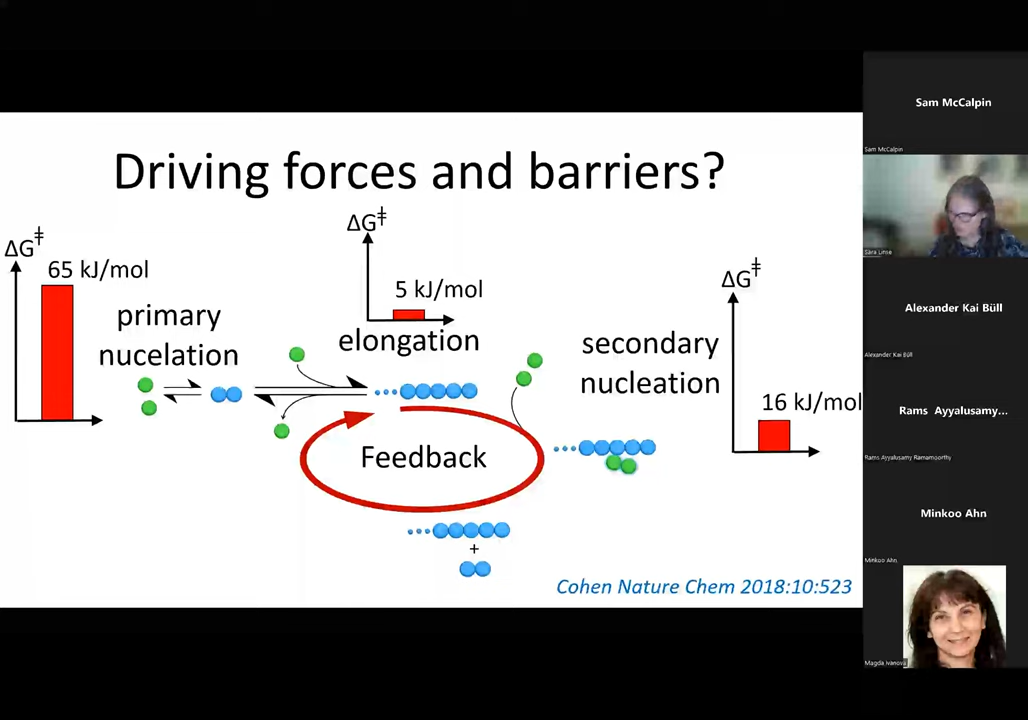 Driving forces and barriers?
ΔG‡
65 kJ/mol
primary
nucelation
ΔG‡
5 kJ/mol
elongation
secondary
nucleation
ΔG‡
16 kJ/mol
Feedback
+
Cohen Nature Chem 2018:10:523
Sam McCalpin
Sam McCalpin
Sara Linse
Alexander Kai Büll
Alexander Kai Büll
Rams Ayyalusamy...
Rams Ayyalusamy Ramamoorthy
Minkoo Ahn
Minkoo Ahn
Magda Ivanova